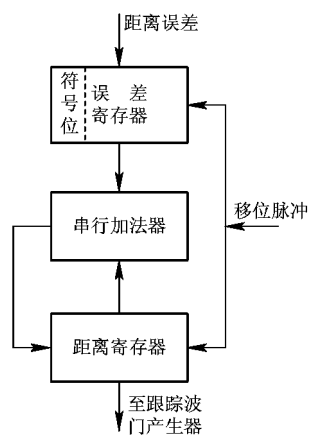 距离误差
符号位
误差
寄存器
串行加法器
移位脉冲
距离寄存器
至跟踪波
门产生器